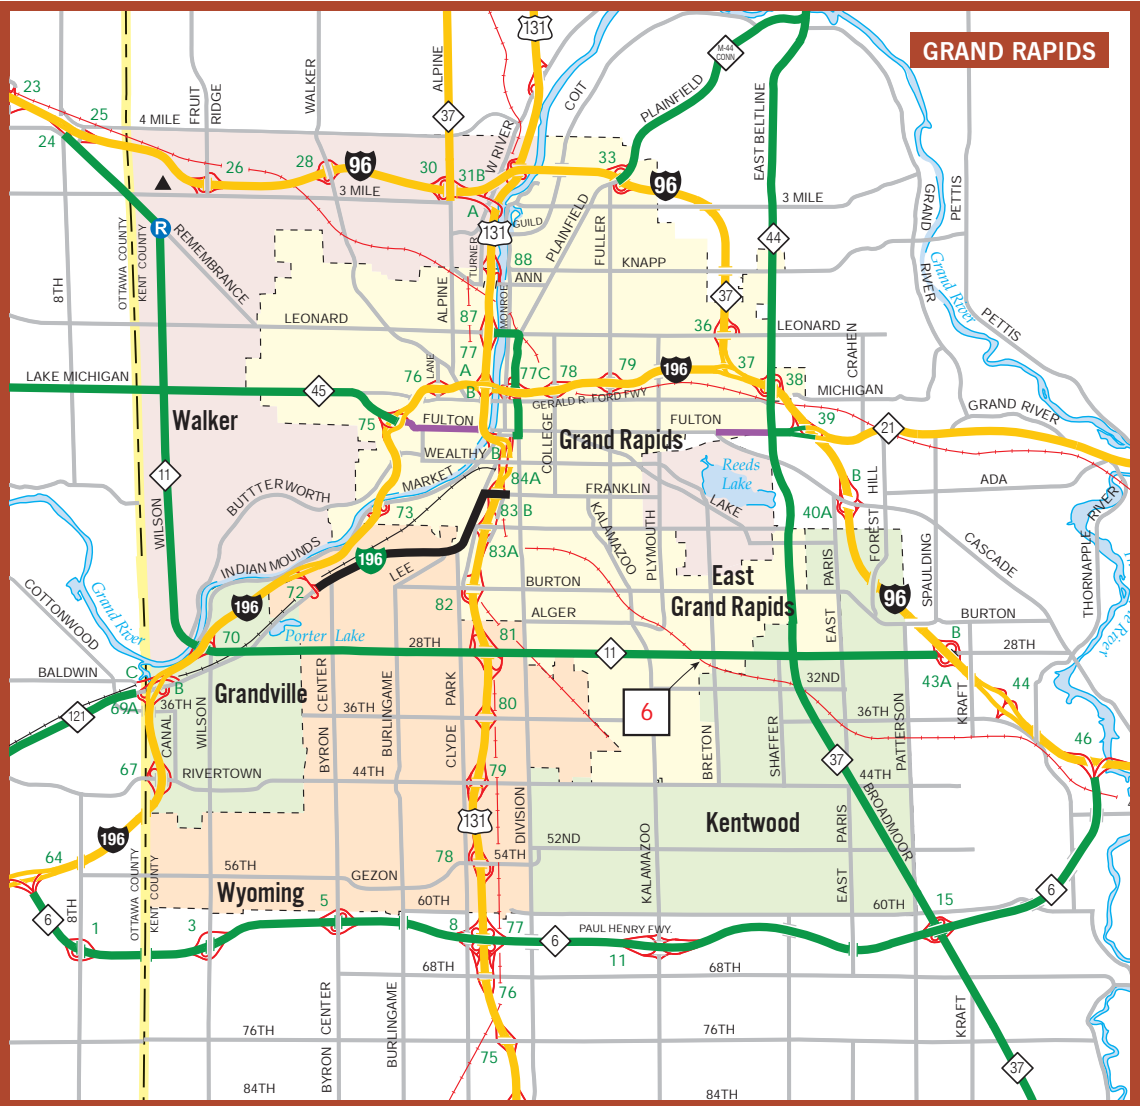 GRAND RAPIDS
131
M-44
CONN
23
25
24
4 MILE
FRUIT
RIDGE
WALKER
ALPINE
37
COIT
PLAINFIELD
EAST BELTLINE
W RIVER
26
28
96
30
31B
33
96
3 MILE
3 MILE
A
131
GUILD
PLAINFIELD
FULLER
GRAND
RIVER
PETTIS
R
REMEMBRANCE
OTTAWA COUNTY
KENT COUNTY
8TH
TURNER
88
ANN
KNAPP
44
37
Grand River
PETTIS
LEONARD
ALPINE
87
MONROE
36
LEONARD
CRAHEN
LAKE MICHIGAN
45
LANE
76
77
A
B
77C
78
79
196
37
38
MICHIGAN
GERALD R. FORD FWY
GRAND RIVER
Walker
75
FULTON
Grand Rapids
FULTON
39
21
COLLEGE
WEALTHY
B
84A
Reeds
Lake
B
ADA
11
WILSON
BUTTTERWORTH
MARKET
73
83B
FRANKLIN
LAKE
KALAMAZOO
PLYMOUTH
40A
FOREST
HILL
RIVER
THORNAPPLE
INDIAN MOUNDS
196
LEE
83A
CASCADE
PARIS
EAST
SPAULDING
COTTONWOOD
Grand River
72
196
BURTON
East
Grand Rapids
96
82
ALGER
BURTON
70
Porter Lake
28TH
81
11
B
28TH
BALDWIN
C
B
69A
121
36TH
Grandville
CENTER
BYRON
BURLINGAME
PARK
CLYDE
36TH
80
6
32ND
43A
44
KRAFT
36TH
PATTERSON
CANAL
WILSON
BRETON
SHAFFER
37
46
67
RIVERTOWN
44TH
79
44TH
BROADMOOR
196
131
DIVISION
52ND
Kentwood
PARIS
EAST
KALAMAZOO
64
OTTAWA COUNTY
KENT COUNTY
56TH
GEZON
78
54TH
Wyoming
60TH
60TH
6
8TH
1
3
5
8
77
6
PAUL HENRY FWY.
11
15
6
68TH
68TH
76
BYRON CENTER
BURLINGAME
KRAFT
76TH
76TH
75
37
84TH
84TH